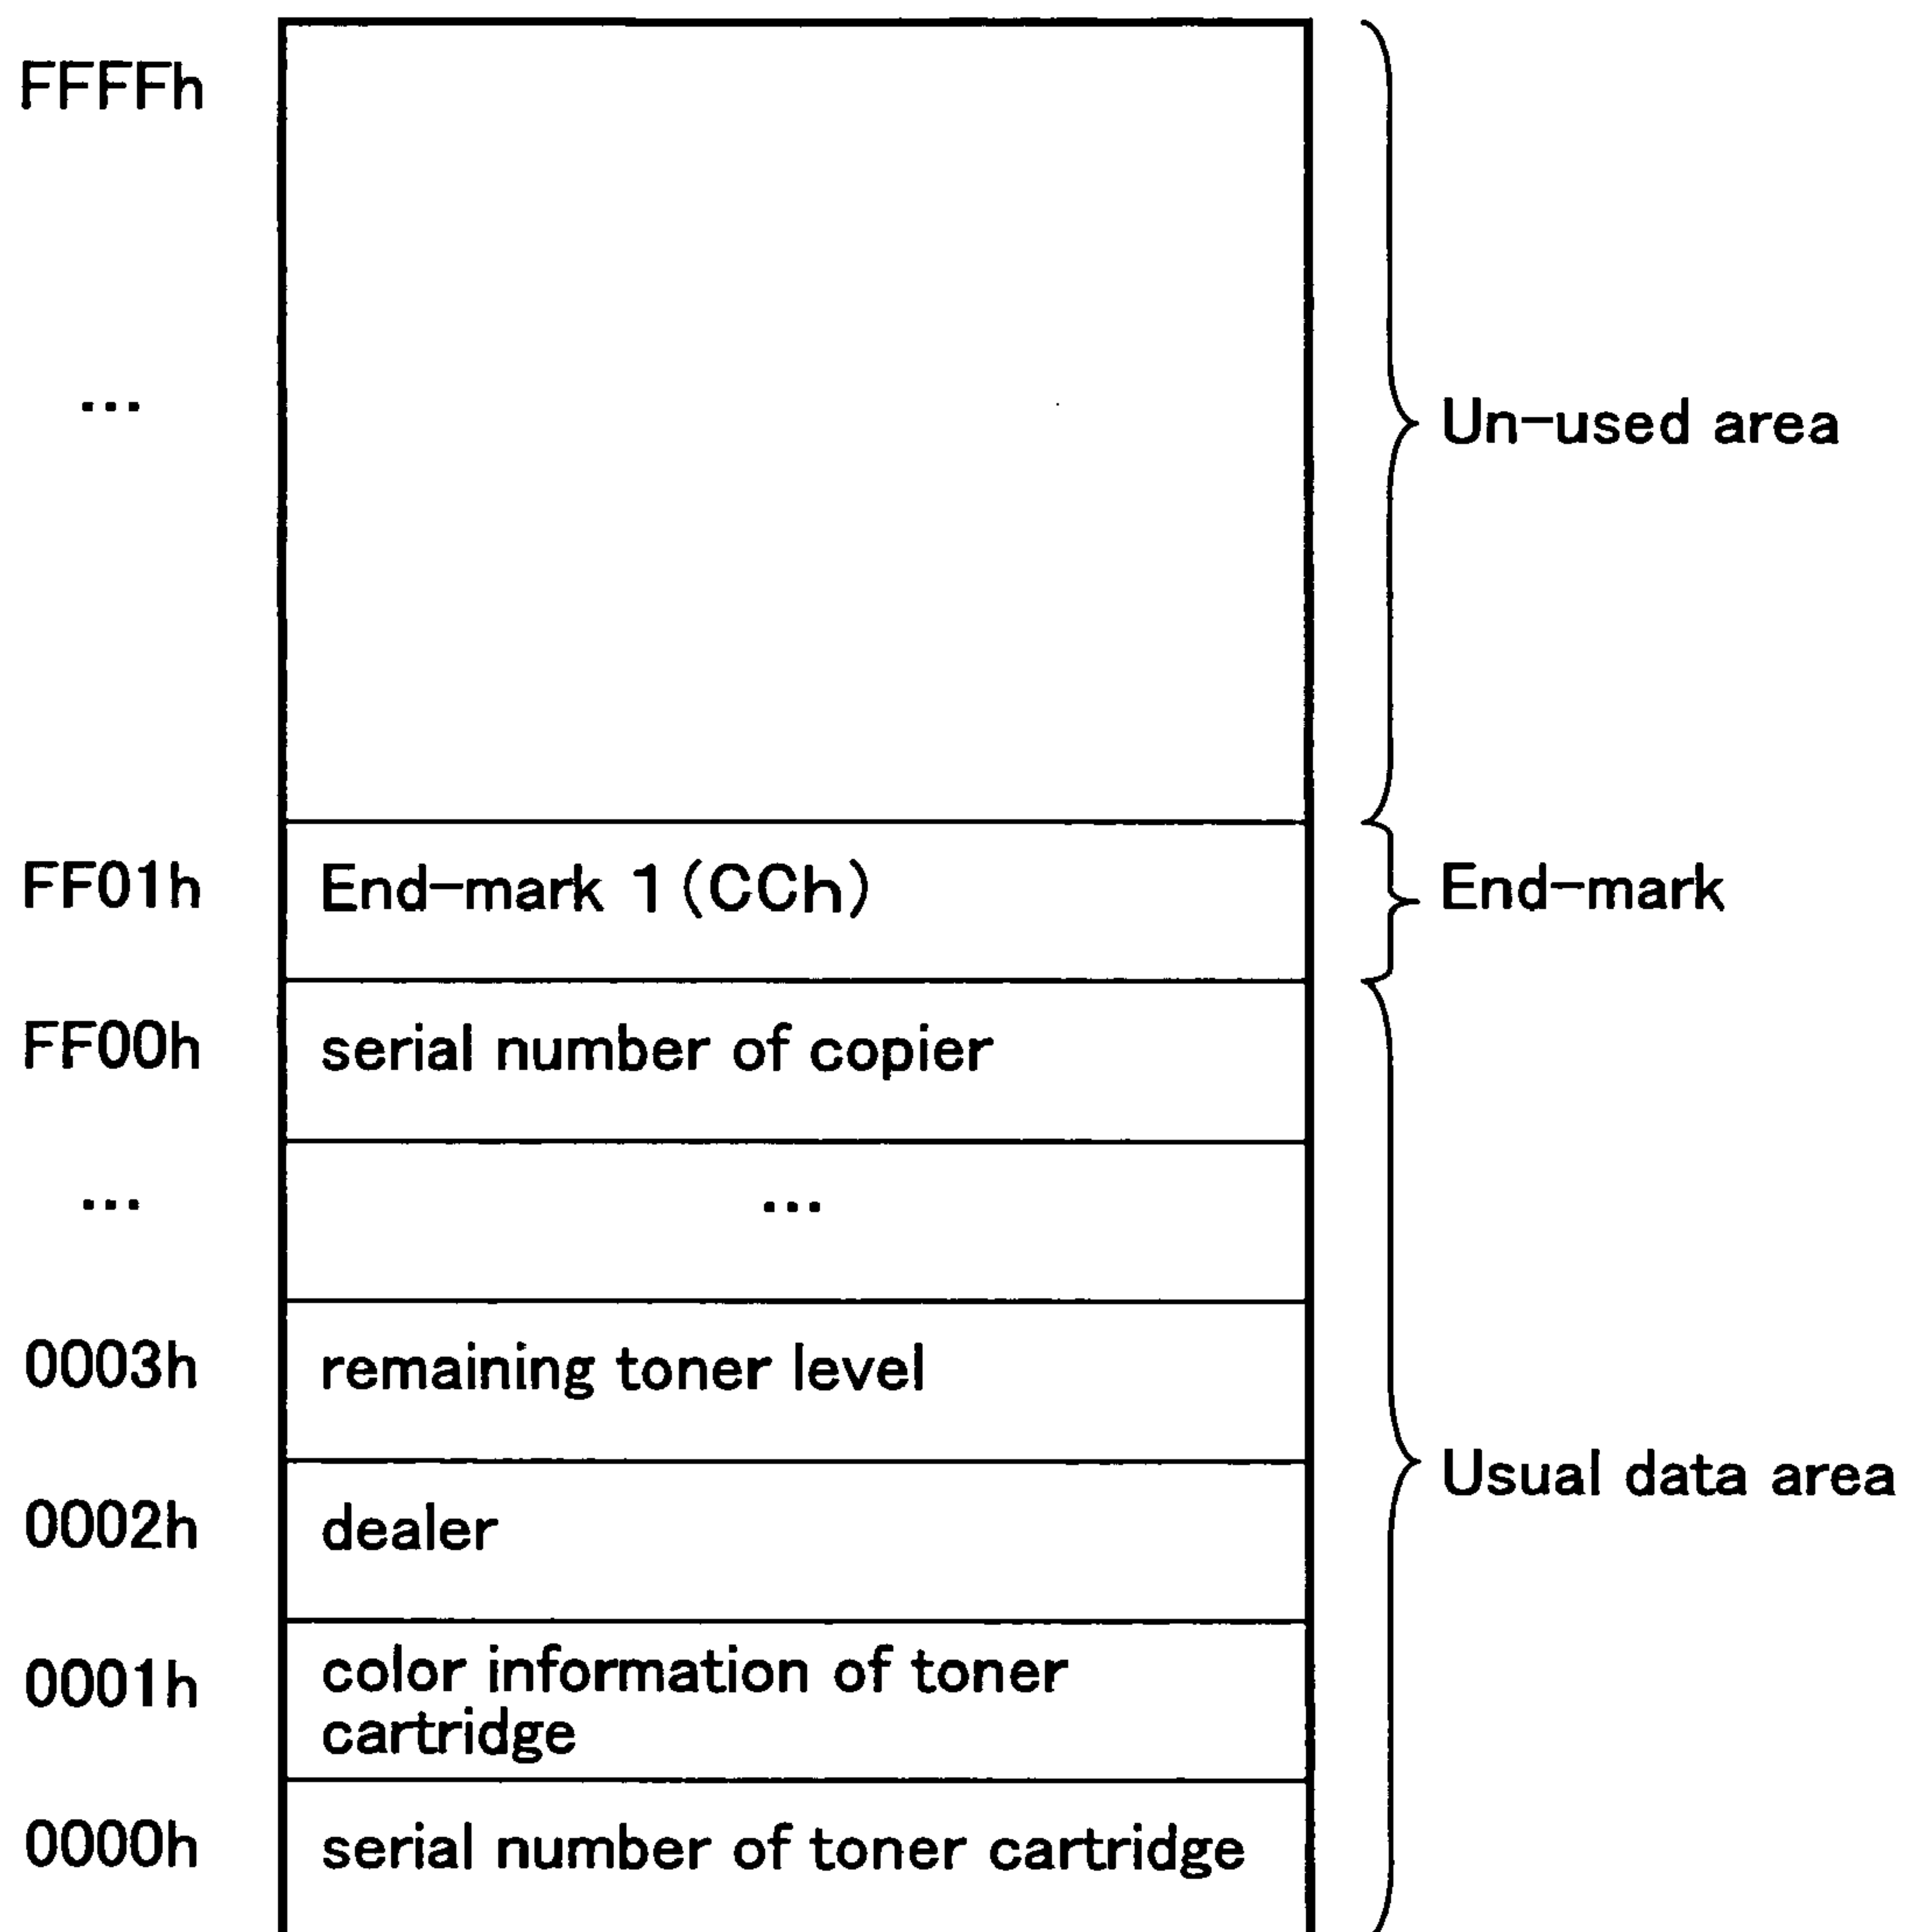 FFFFh
...
Un-used area
FF01h End-mark 1(CCh) End-mark
FF00h serial number of copier
... ...
0003h remaining toner level
Usual data area
0002h dealer
0001h color information of toner
cartridge
0000h serial number of toner cartridge